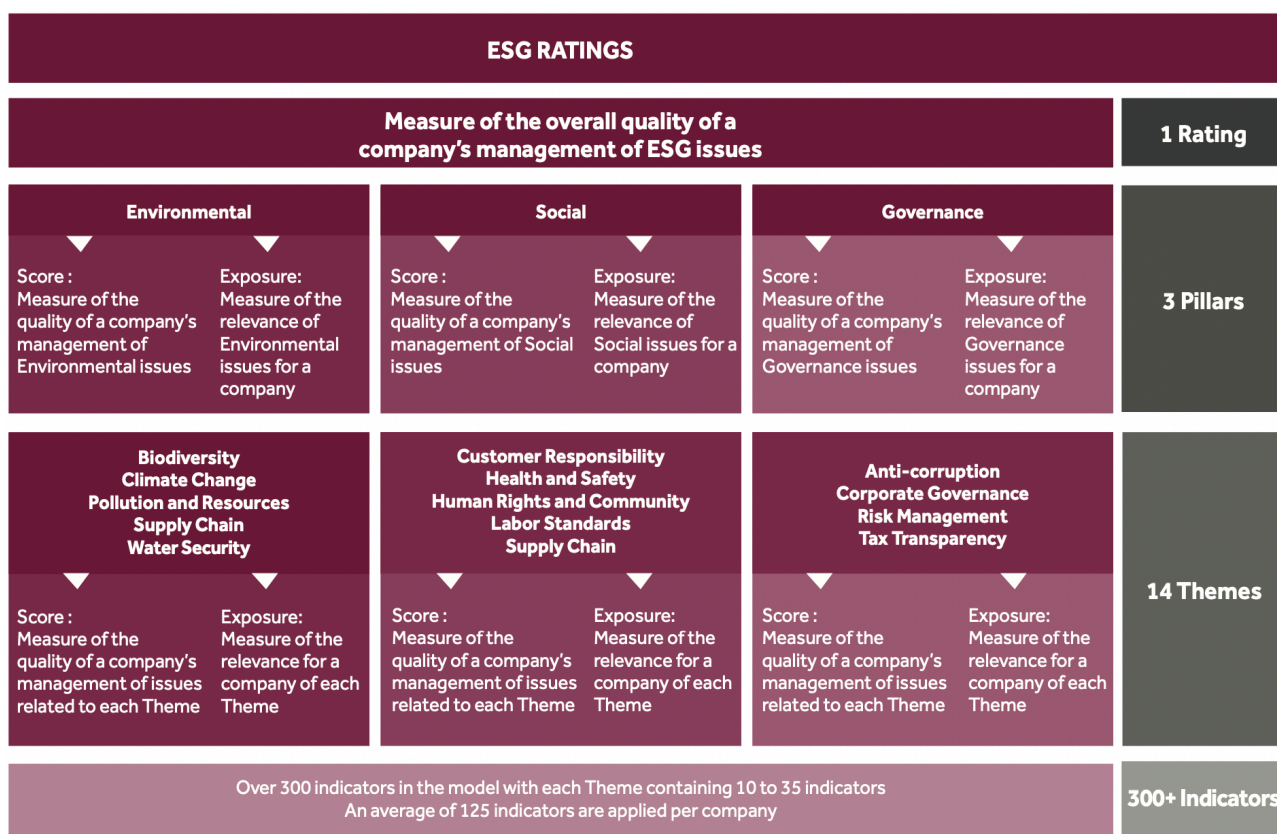 ESG RATINGS
Measure of the overall quality of a
company's management of ESG issues
1 Rating
Environmental
Score :
Measure of the
quality of a company's
management of
Environmental issues
Exposure:
Measure of the
relevance of
Environmental
issues for a
company
Social
Score :
Measure of the
quality of a company's
management of Social
issues
Exposure:
Measure of the
relevance of
Social issues for a
company
Governance
Score :
Measure of the
quality of a company's
management of
Governance issues
Exposure:
Measure of the
relevance of
Governance
issues for a
company
3 Pillars
Biodiversity
Climate Change
Pollution and Resources
Supply Chain
Water Security
Score :
Measure of the
quality of a company's
management of issues
related to each Theme
Exposure:
Measure of the
relevance for a
company of each
Theme
Customer Responsibility
Health and Safety
Human Rights and Community
Labor Standards
Supply Chain
Score :
Measure of the
quality of a company's
management of issues
related to each Theme
Exposure:
Measure of the
relevance for a
company of each
Theme
Anti-corruption
Corporate Governance
Risk Management
Tax Transparency
Score :
Measure of the
quality of a company's
management of issues
related to each Theme
Exposure:
Measure of the
relevance for a
company of each
Theme
14 Themes
Over 300 indicators in the model with each Theme containing 10 to 35 indicators
An average of 125 indicators are applied per company
300+ Indicators